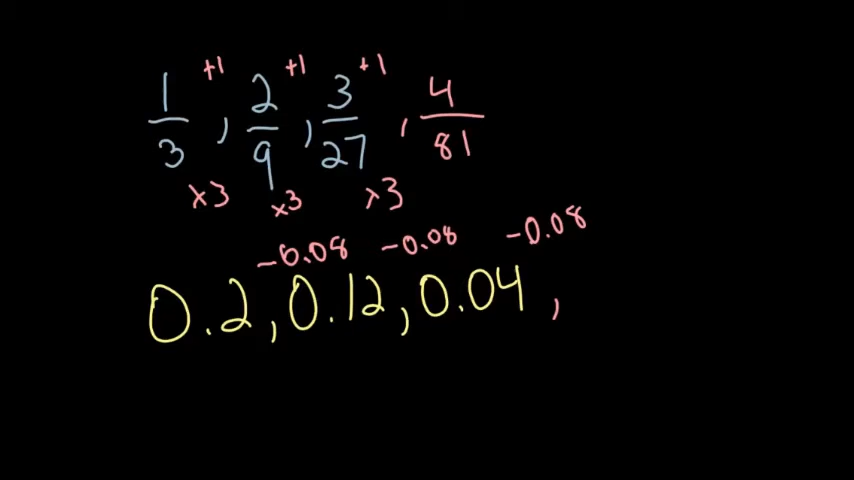 +1 +1 +1
1/3 , 2/9 , 3/27 , 4/81
×3 ×3 ×3
-0.08 -0.08 -0.08
0.2, 0.12, 0.04 ,